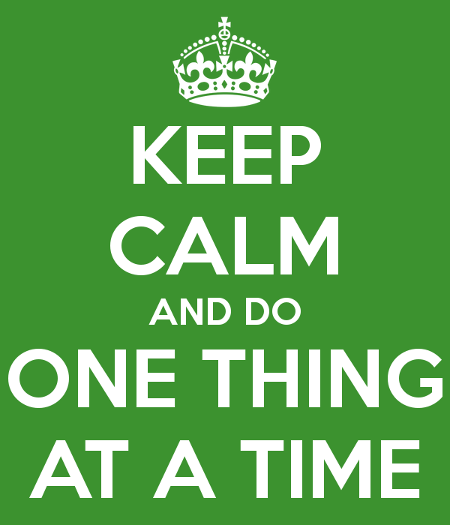 KEEP
CALM
AND DO
ONE THING
AT A TIME